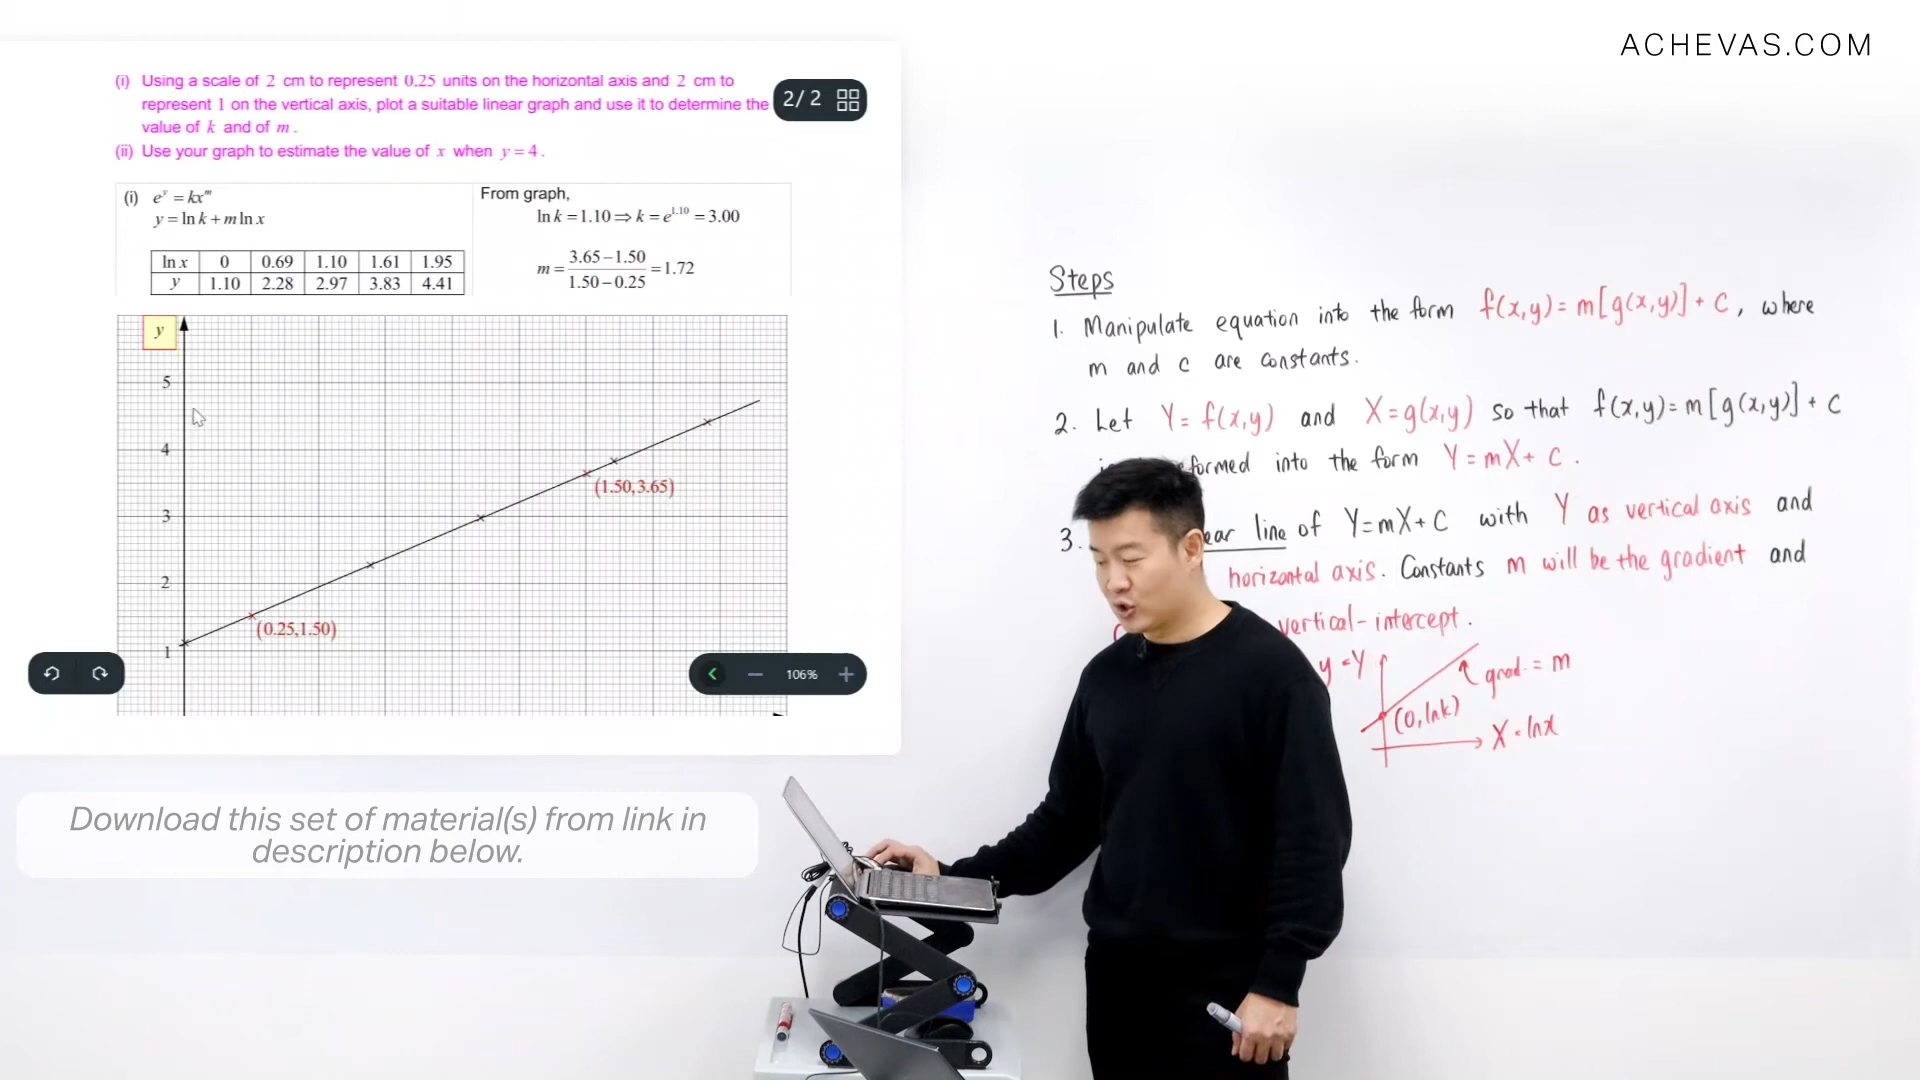 ACHEVAS.COM
(i) Using a scale of 2 cm to represent 0.25 units on the horizontal axis and 2 cm to
represent 1 on the vertical axis, plot a suitable linear graph and use it to determine the
value of k and of m.
(ii) Use your graph to estimate the value of x when y = 4.
2/2
(i) e^y = kx^m
y = ln k + m ln x
ln x 0 0.69 1.10 1.61 1.95
y 1.10 2.28 2.97 3.83 4.41
From graph,
ln k = 1.10 ⇒ k = e^1.10 = 3.00
m = (3.65 − 1.50)/(1.50 − 0.25) = 1.72
y
5
4
3
2
1
(1.50,3.65)
(0.25,1.50)
106%
Download this set of material(s) from link in
description below.
Steps
1. Manipulate equation into the form f(x,y) = m[g(x,y)] + C, where
m and c are constants.
2. Let Y = f(x,y) and X = g(x,y) so that f(x,y) = m[g(x,y)] + C
formed into the form Y = mX + C.
3. ear line of Y = mX + C with Y as vertical axis and
horizontal axis. Constants m will be the gradient and
vertical-intercept.
y = Y
grad. = m
(0, ln k)
X = ln x